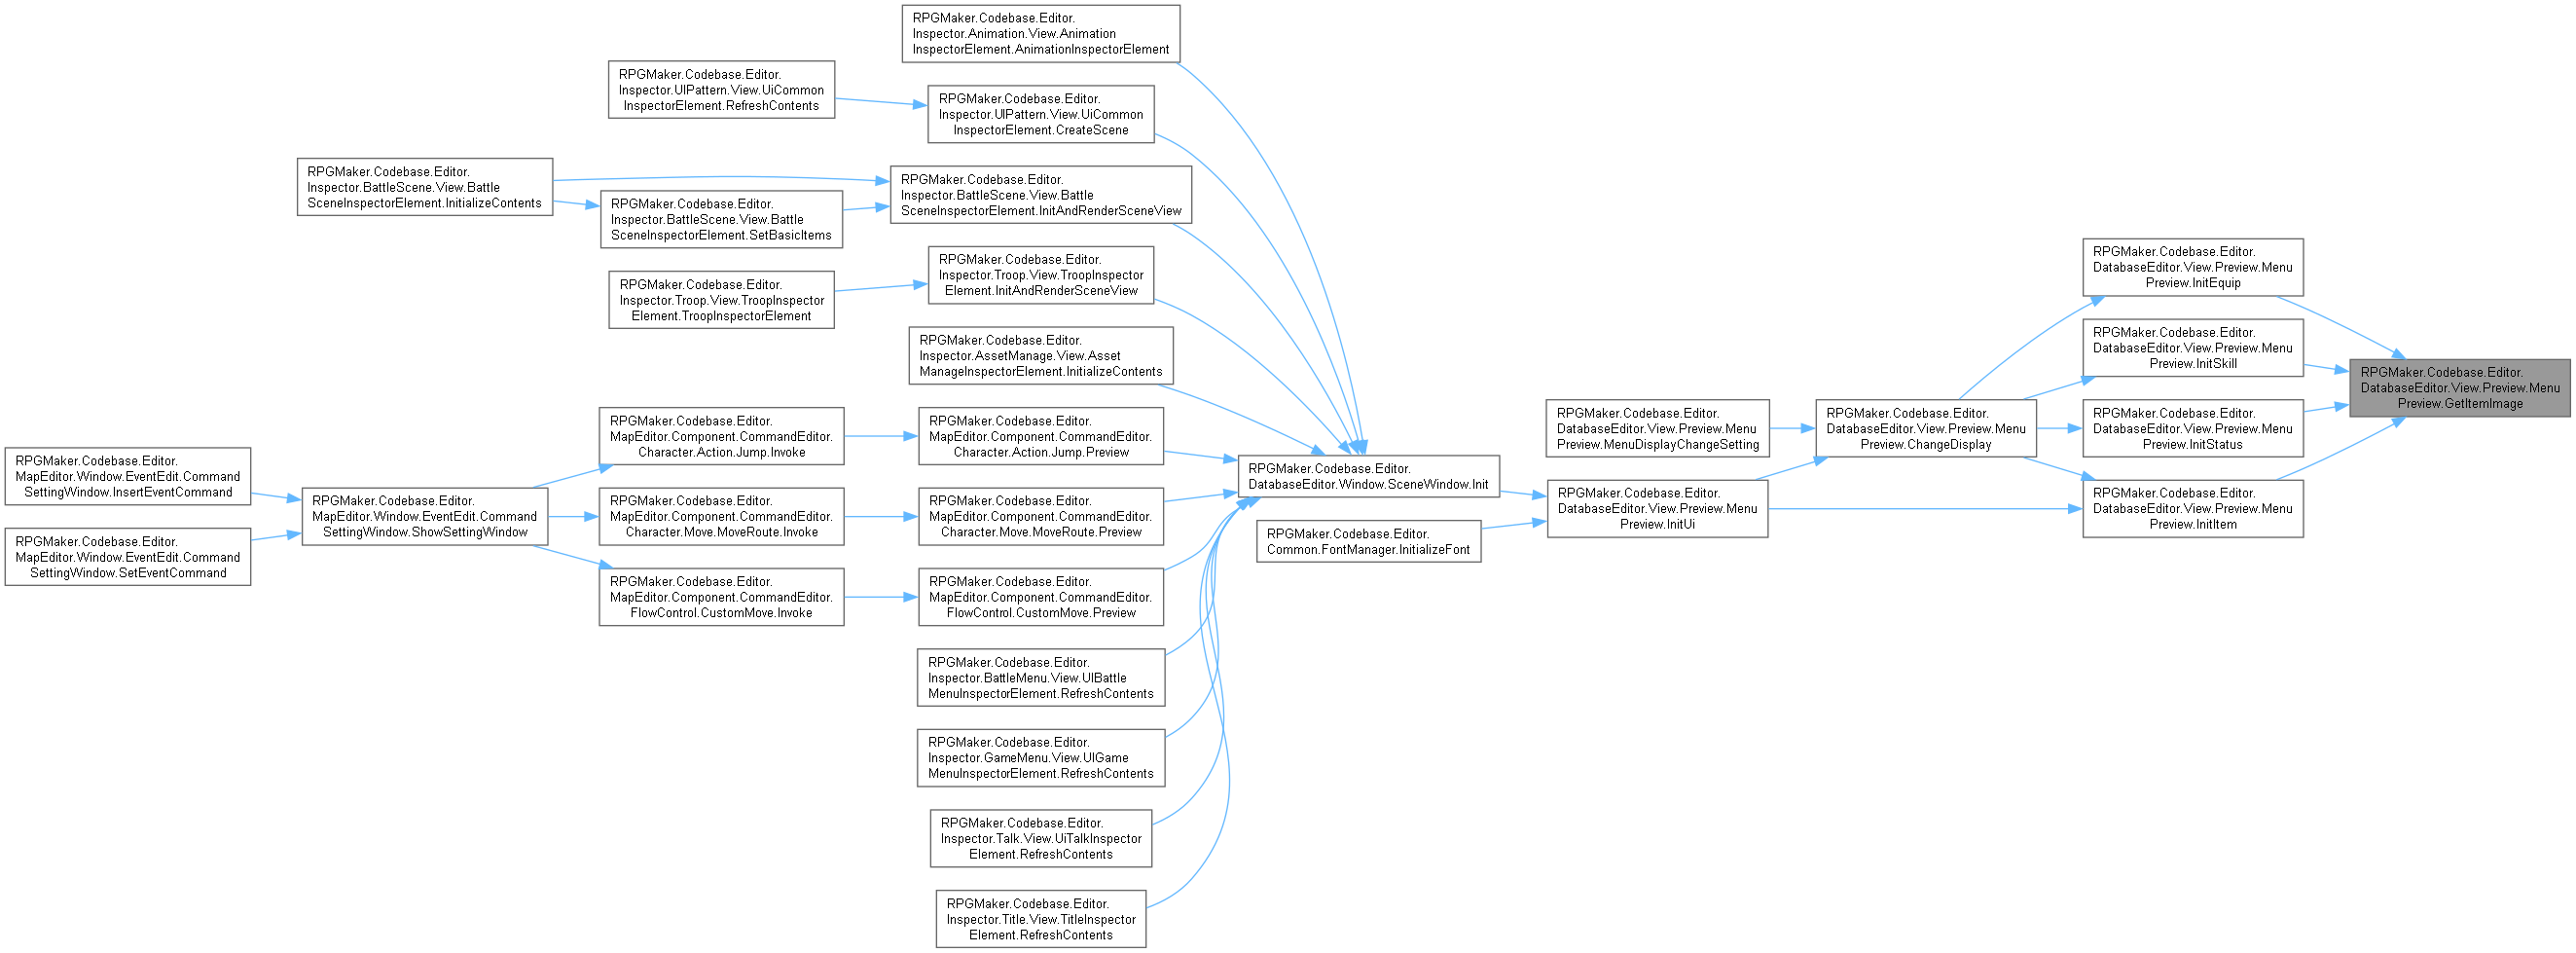 RPGMaker.Codebase.Editor.
Inspector.Animation.View.Animation
InspectorElement.AnimationInspectorElement
RPGMaker.Codebase.Editor.
Inspector.UIPattern.View.UiCommon
InspectorElement.RefreshContents
RPGMaker.Codebase.Editor.
Inspector.UIPattern.View.UiCommon
InspectorElement.CreateScene
RPGMaker.Codebase.Editor.
Inspector.BattleScene.View.Battle
SceneInspectorElement.InitializeContents
RPGMaker.Codebase.Editor.
Inspector.BattleScene.View.Battle
SceneInspectorElement.SetBasicItems
RPGMaker.Codebase.Editor.
Inspector.BattleScene.View.Battle
SceneInspectorElement.InitAndRenderSceneView
RPGMaker.Codebase.Editor.
Inspector.Troop.View.TroopInspector
Element.TroopInspectorElement
RPGMaker.Codebase.Editor.
Inspector.Troop.View.TroopInspector
Element.InitAndRenderSceneView
RPGMaker.Codebase.Editor.
Inspector.AssetManage.View.Asset
ManageInspectorElement.InitializeContents
RPGMaker.Codebase.Editor.
MapEditor.Window.EventEdit.Command
SettingWindow.InsertEventCommand
RPGMaker.Codebase.Editor.
MapEditor.Window.EventEdit.Command
SettingWindow.SetEventCommand
RPGMaker.Codebase.Editor.
MapEditor.Window.EventEdit.Command
SettingWindow.ShowSettingWindow
RPGMaker.Codebase.Editor.
MapEditor.Component.CommandEditor.
Character.Action.Jump.Invoke
RPGMaker.Codebase.Editor.
MapEditor.Component.CommandEditor.
Character.Action.Jump.Preview
RPGMaker.Codebase.Editor.
MapEditor.Component.CommandEditor.
Character.Move.MoveRoute.Invoke
RPGMaker.Codebase.Editor.
MapEditor.Component.CommandEditor.
Character.Move.MoveRoute.Preview
RPGMaker.Codebase.Editor.
MapEditor.Component.CommandEditor.
FlowControl.CustomMove.Invoke
RPGMaker.Codebase.Editor.
MapEditor.Component.CommandEditor.
FlowControl.CustomMove.Preview
RPGMaker.Codebase.Editor.
Inspector.BattleMenu.View.UIBattle
MenuInspectorElement.RefreshContents
RPGMaker.Codebase.Editor.
Inspector.GameMenu.View.UIGame
MenuInspectorElement.RefreshContents
RPGMaker.Codebase.Editor.
Inspector.Talk.View.UiTalkInspector
Element.RefreshContents
RPGMaker.Codebase.Editor.
Inspector.Title.View.TitleInspector
Element.RefreshContents
RPGMaker.Codebase.Editor.
DatabaseEditor.Window.SceneWindow.Init
RPGMaker.Codebase.Editor.
Common.FontManager.InitializeFont
RPGMaker.Codebase.Editor.
DatabaseEditor.View.Preview.Menu
Preview.MenuDisplayChangeSetting
RPGMaker.Codebase.Editor.
DatabaseEditor.View.Preview.Menu
Preview.InitUi
RPGMaker.Codebase.Editor.
DatabaseEditor.View.Preview.Menu
Preview.ChangeDisplay
RPGMaker.Codebase.Editor.
DatabaseEditor.View.Preview.Menu
Preview.InitEquip
RPGMaker.Codebase.Editor.
DatabaseEditor.View.Preview.Menu
Preview.InitSkill
RPGMaker.Codebase.Editor.
DatabaseEditor.View.Preview.Menu
Preview.InitStatus
RPGMaker.Codebase.Editor.
DatabaseEditor.View.Preview.Menu
Preview.InitItem
RPGMaker.Codebase.Editor.
DatabaseEditor.View.Preview.Menu
Preview.GetItemImage